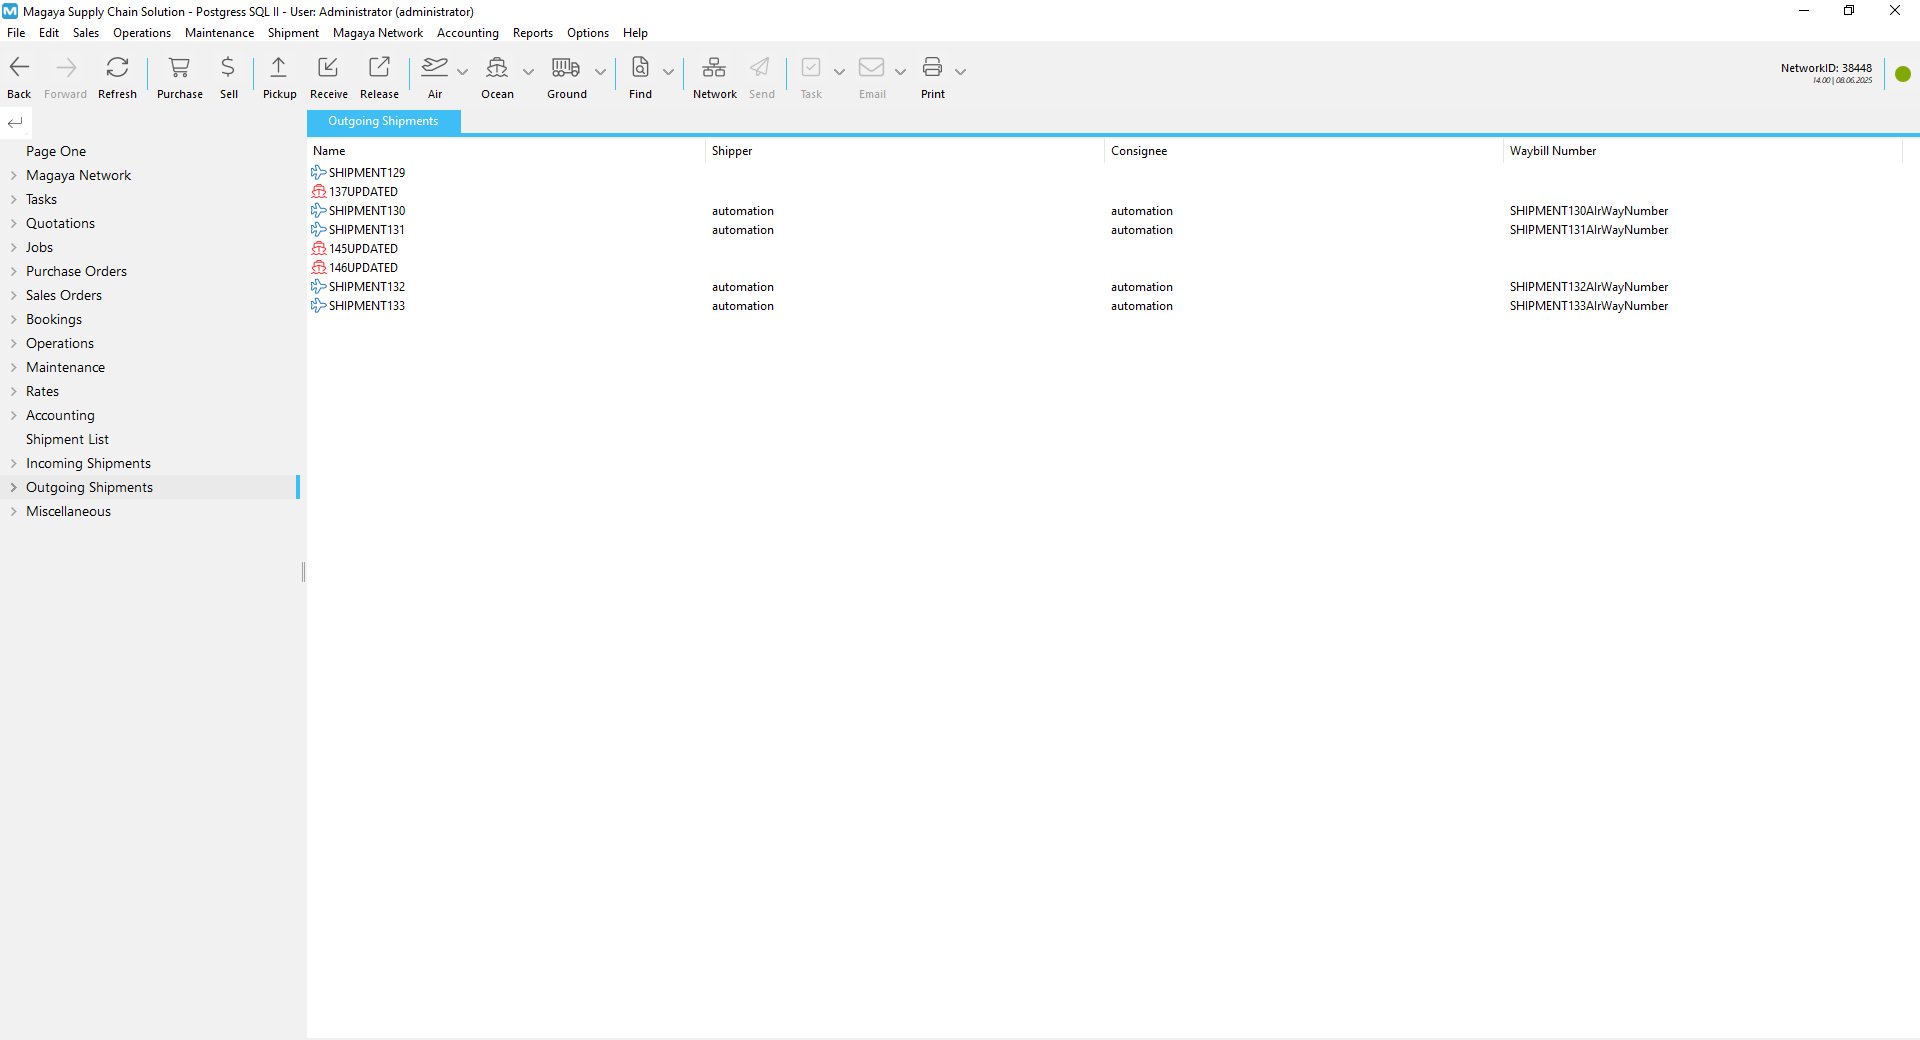 Magaya Supply Chain Solution - Postgress SQL II - User: Administrator (administrator)
File Edit Sales Operations Maintenance Shipment Magaya Network Accounting Reports Options Help
Back Forward Refresh Purchase Sell Pickup Receive Release Air Ocean Ground Find Network Send Task Email Print
NetworkID: 38448
14.00 | 08.06.2025
Outgoing Shipments
Page One
Magaya Network
Tasks
Quotations
Jobs
Purchase Orders
Sales Orders
Bookings
Operations
Maintenance
Rates
Accounting
Shipment List
Incoming Shipments
Outgoing Shipments
Miscellaneous
Name Shipper Consignee Waybill Number
SHIPMENT129
137UPDATED
SHIPMENT130 automation automation SHIPMENT130AIrWayNumber
SHIPMENT131 automation automation SHIPMENT131AIrWayNumber
145UPDATED
146UPDATED
SHIPMENT132 automation automation SHIPMENT132AIrWayNumber
SHIPMENT133 automation automation SHIPMENT133AIrWayNumber